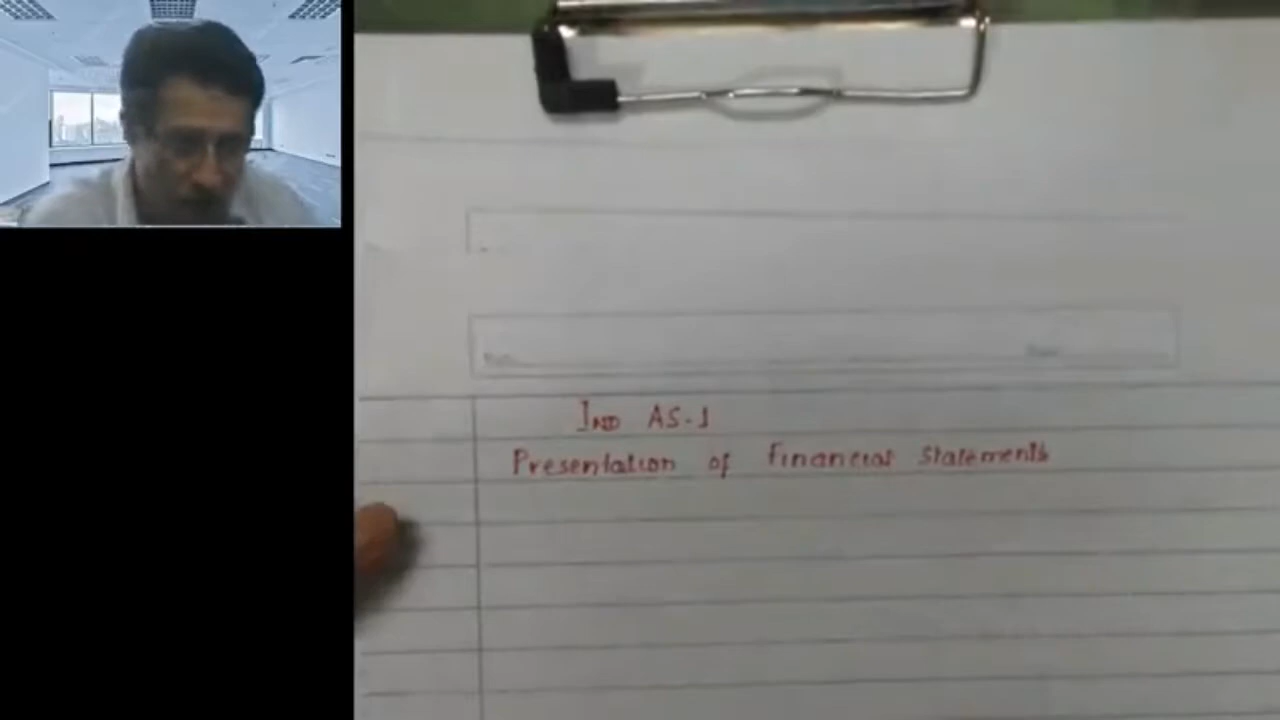 IND AS-1
Presentation of Financial Statements